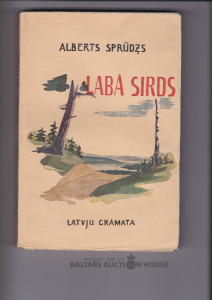 ALBERTS SPRŪDŽS
LABA SIRDS
LATVJU GRĀMATA
BALTARS AUCTION HOUSE